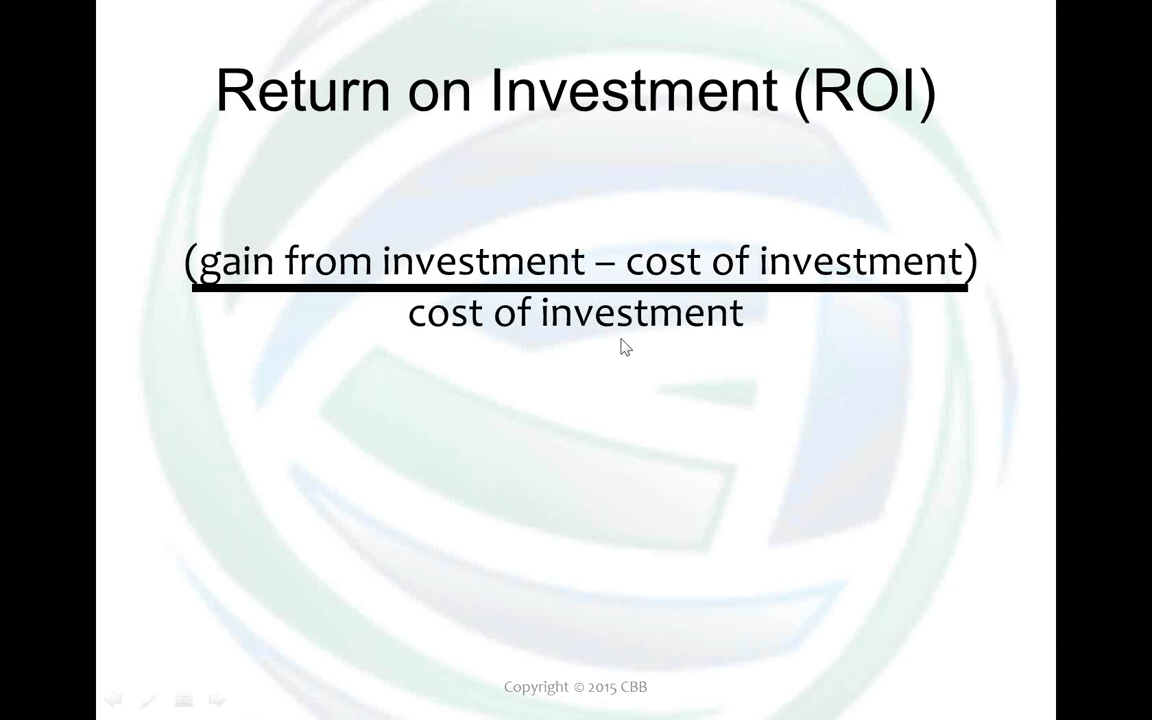 Return on Investment (ROI)
(gain from investment – cost of investment)
cost of investment
Copyright © 2015 CBB